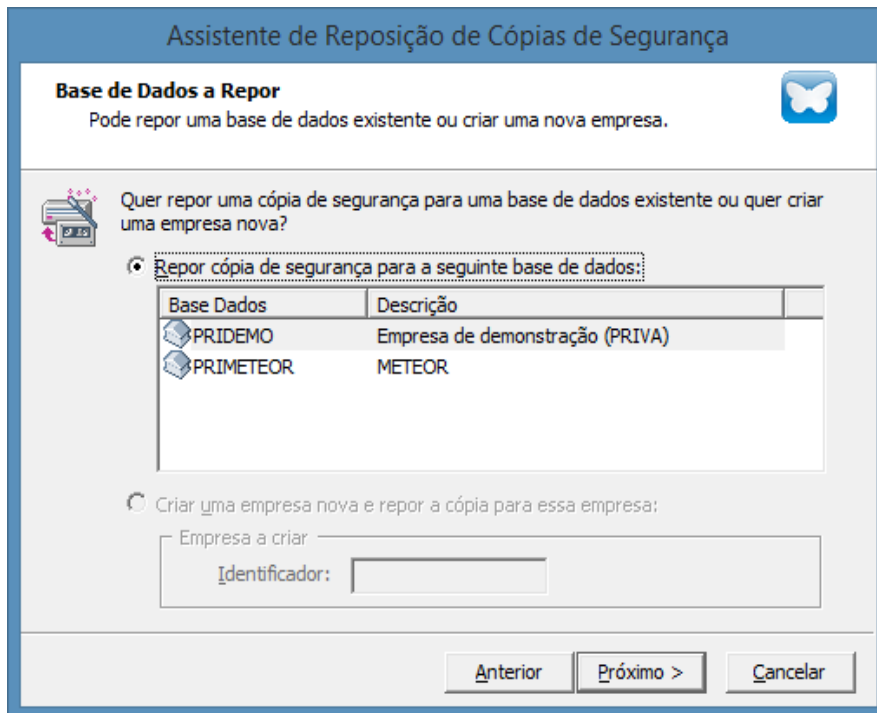 Assistente de Reposição de Cópias de Segurança
Base de Dados a Repor
Pode repor uma base de dados existente ou criar uma nova empresa.
Quer repor uma cópia de segurança para uma base de dados existente ou quer criar
uma empresa nova?
Repor cópia de segurança para a seguinte base de dados:
Base Dados Descrição
PRIDEMO Empresa de demonstração (PRIVA)
PRIMETEOR METEOR
Criar uma empresa nova e repor a cópia para essa empresa:
Empresa a criar
Identificador:
Anterior Próximo > Cancelar